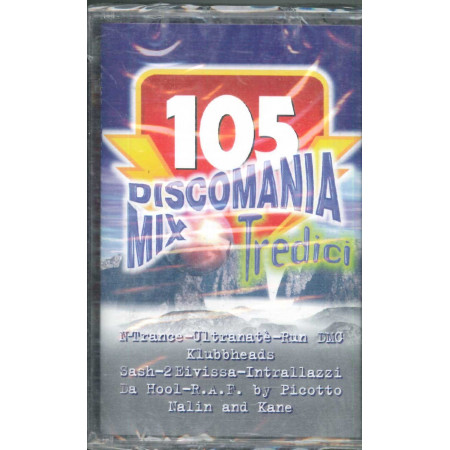 105
DISCOMANIA
MIX Tredici
N-Trance-Ultranatè-Run DMC
Klubbheads
Sash-2Eivissa-Intrallazzi
Da Hool-R.A.F. by Picotto
Nalin and Kane